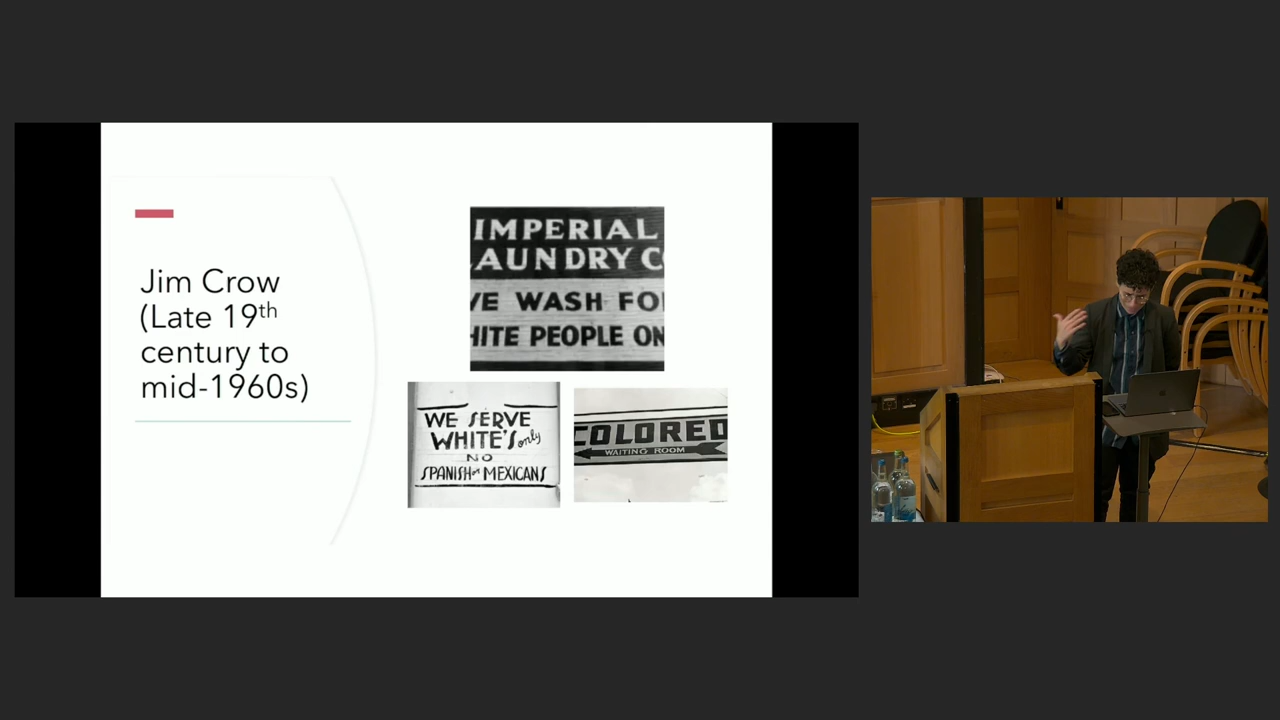 Jim Crow
(Late 19th
century to
mid-1960s)
IMPERIAL
AUNDRY C
VE WASH FO
HITE PEOPLE ON
WE SERVE
WHITE'S only
NO
SPANISH or MEXICANS
COLORED
WAITING ROOM